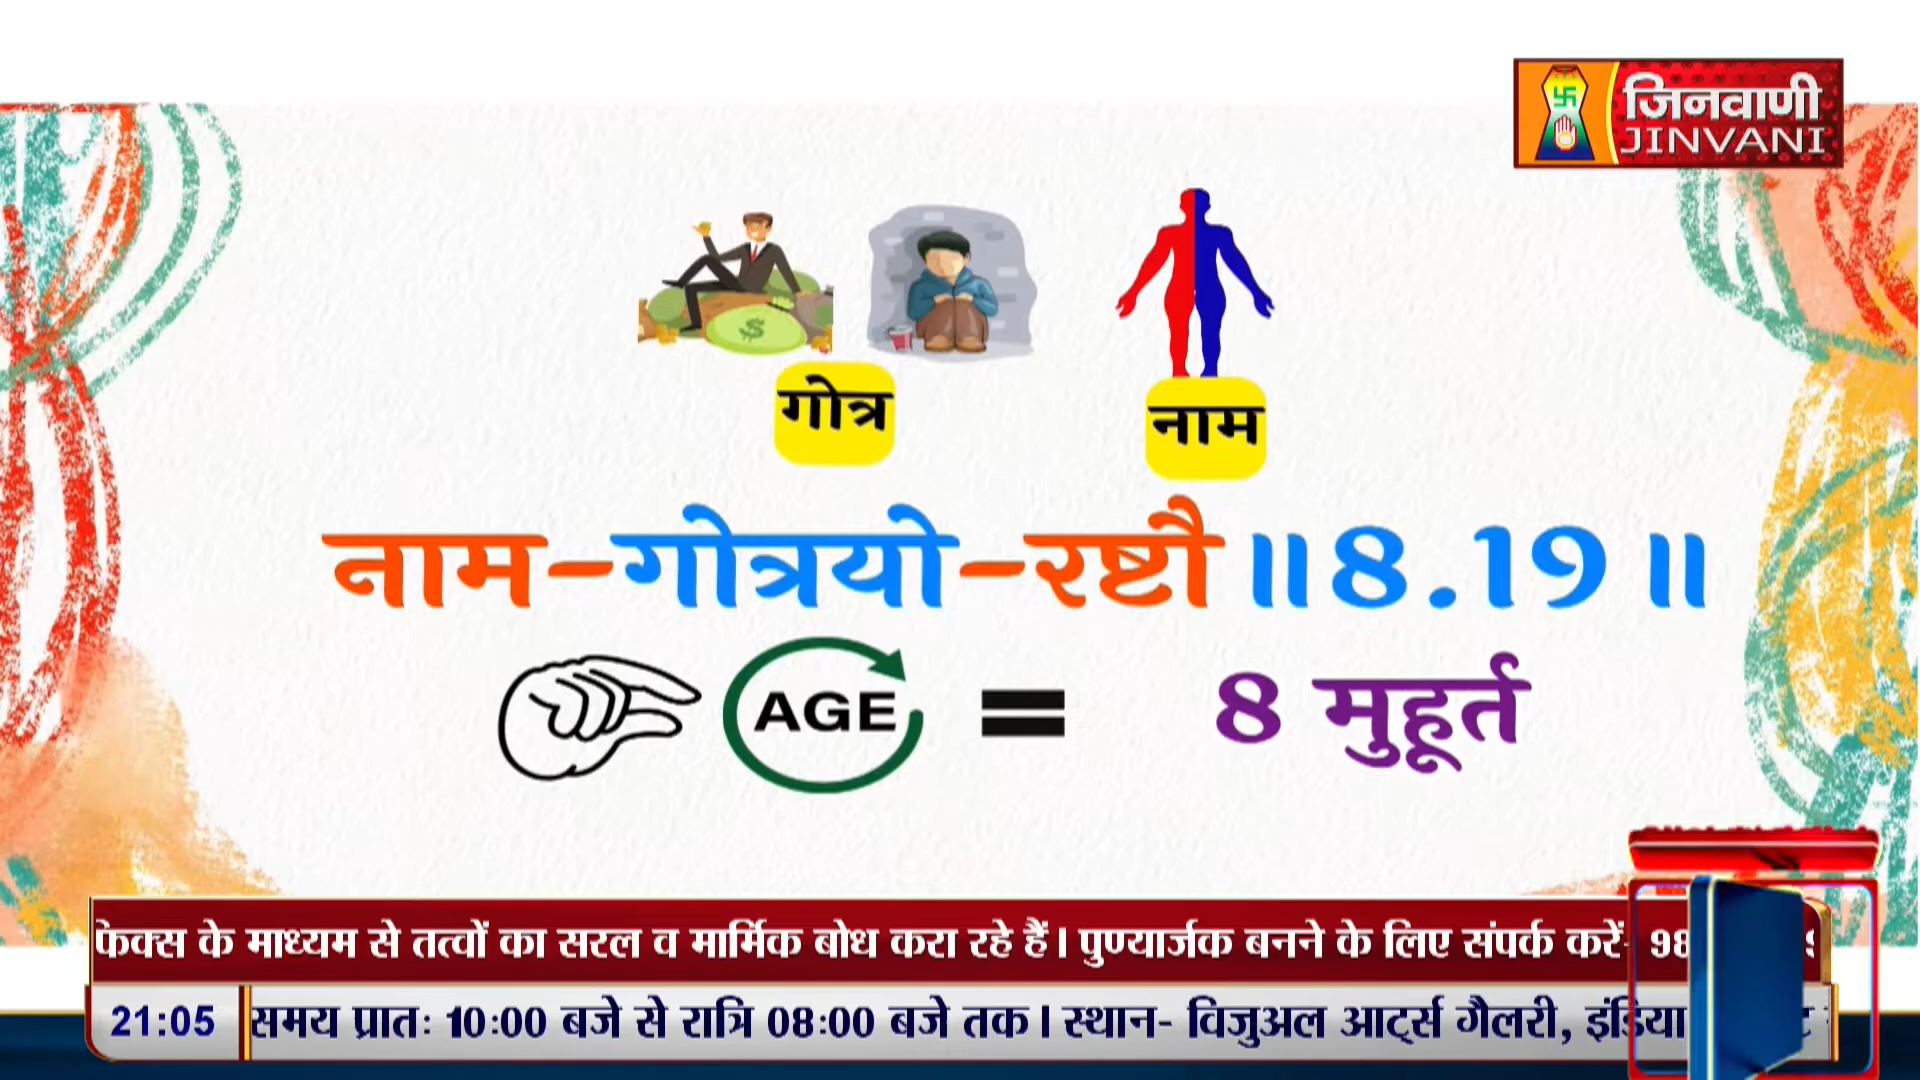 जिनवाणी
JINVANI
$
गोत्र
नाम
नाम-गोत्रयो-रष्टौ ॥8.19॥
AGE = 8 मुहूर्त
फेक्स के माध्यम से तत्वों का सरल व मार्मिक बोध करा रहे हैं। पुण्यार्जक बनने के लिए संपर्क करें- 98
21:05 समय प्रातः 10:00 बजे से रात्रि 08:00 बजे तक। स्थान- विजुअल आर्ट्स गैलरी, इंडिया